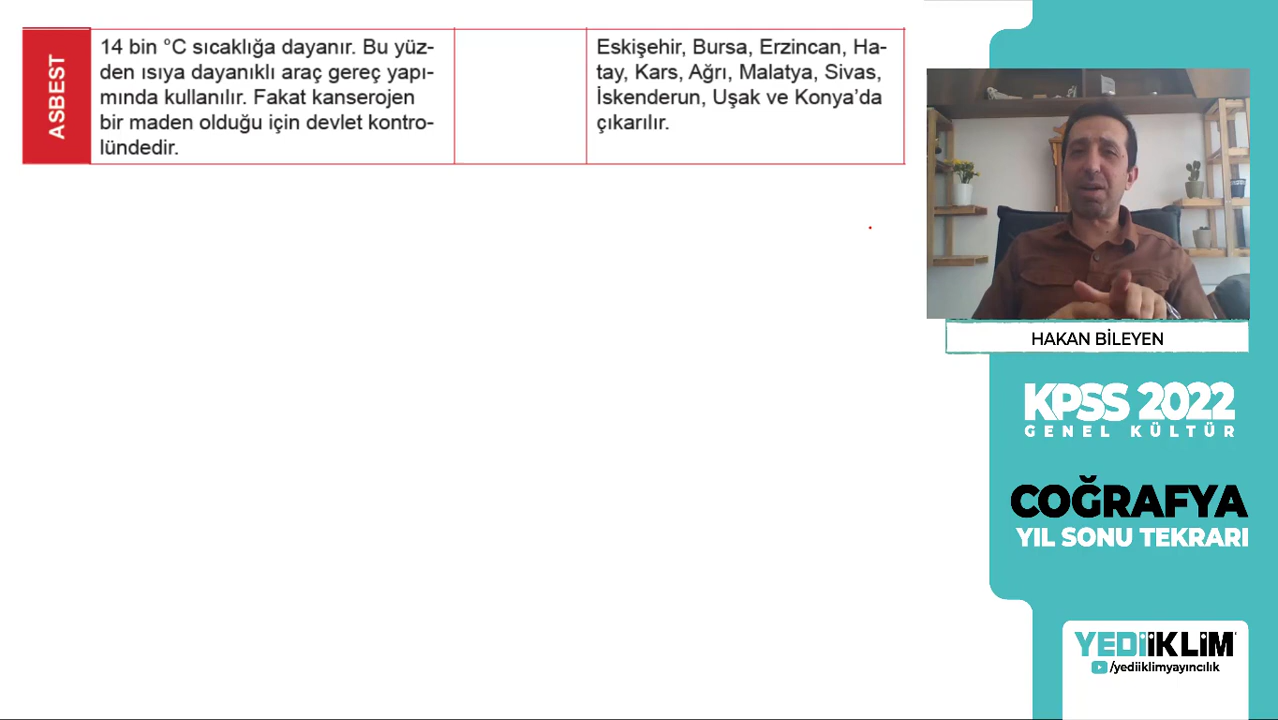 ASBEST
14 bin °C sıcaklığa dayanır. Bu yüz-
den ısıya dayanıklı araç gereç yapı-
mında kullanılır. Fakat kanserojen
bir maden olduğu için devlet kontro-
lündedir.
Eskişehir, Bursa, Erzincan, Ha-
tay, Kars, Ağrı, Malatya, Sivas,
İskenderun, Uşak ve Konya’da
çıkarılır.
HAKAN BİLEYEN
KPSS 2022
GENEL KÜLTÜR
COĞRAFYA
YIL SONU TEKRARI
YEDİİKLİM
/yediiklimyayıncılık